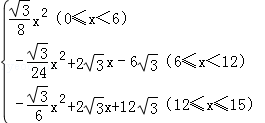 √3/8 x² (0≤x<6)
-√3/24 x²+2√3x-6√3 (6≤x<12)
-√3/6 x²+2√3x+12√3 (12≤x≤15)